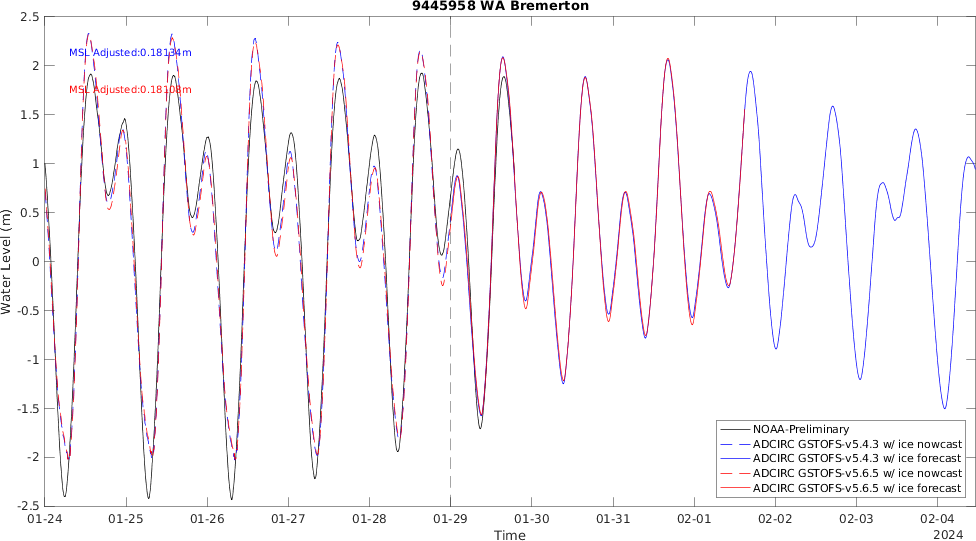 9445958 WA Bremerton
2.5
2
1.5
1
0.5
0
-0.5
-1
-1.5
-2
-2.5
Water Level (m)
MSL Adjusted:0.18134m
MSL Adjusted:0.18108m
NOAA-Preliminary
ADCIRC GSTOFS-v5.4.3 w/ ice nowcast
ADCIRC GSTOFS-v5.4.3 w/ ice forecast
ADCIRC GSTOFS-v5.6.5 w/ ice nowcast
ADCIRC GSTOFS-v5.6.5 w/ ice forecast
01-24 01-25 01-26 01-27 01-28 01-29 01-30 01-31 02-01 02-02 02-03 02-04
Time
2024